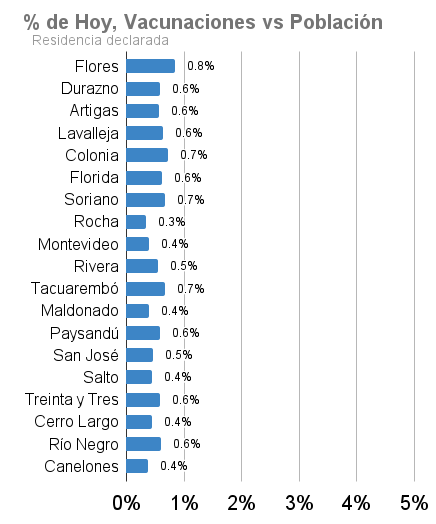 % de Hoy, Vacunaciones vs Población
Residencia declarada
Flores 0.8%
Durazno 0.6%
Artigas 0.6%
Lavalleja 0.6%
Colonia 0.7%
Florida 0.6%
Soriano 0.7%
Rocha 0.3%
Montevideo 0.4%
Rivera 0.5%
Tacuarembó 0.7%
Maldonado 0.4%
Paysandú 0.6%
San José 0.5%
Salto 0.4%
Treinta y Tres 0.6%
Cerro Largo 0.4%
Río Negro 0.6%
Canelones 0.4%
0% 1% 2% 3% 4% 5%